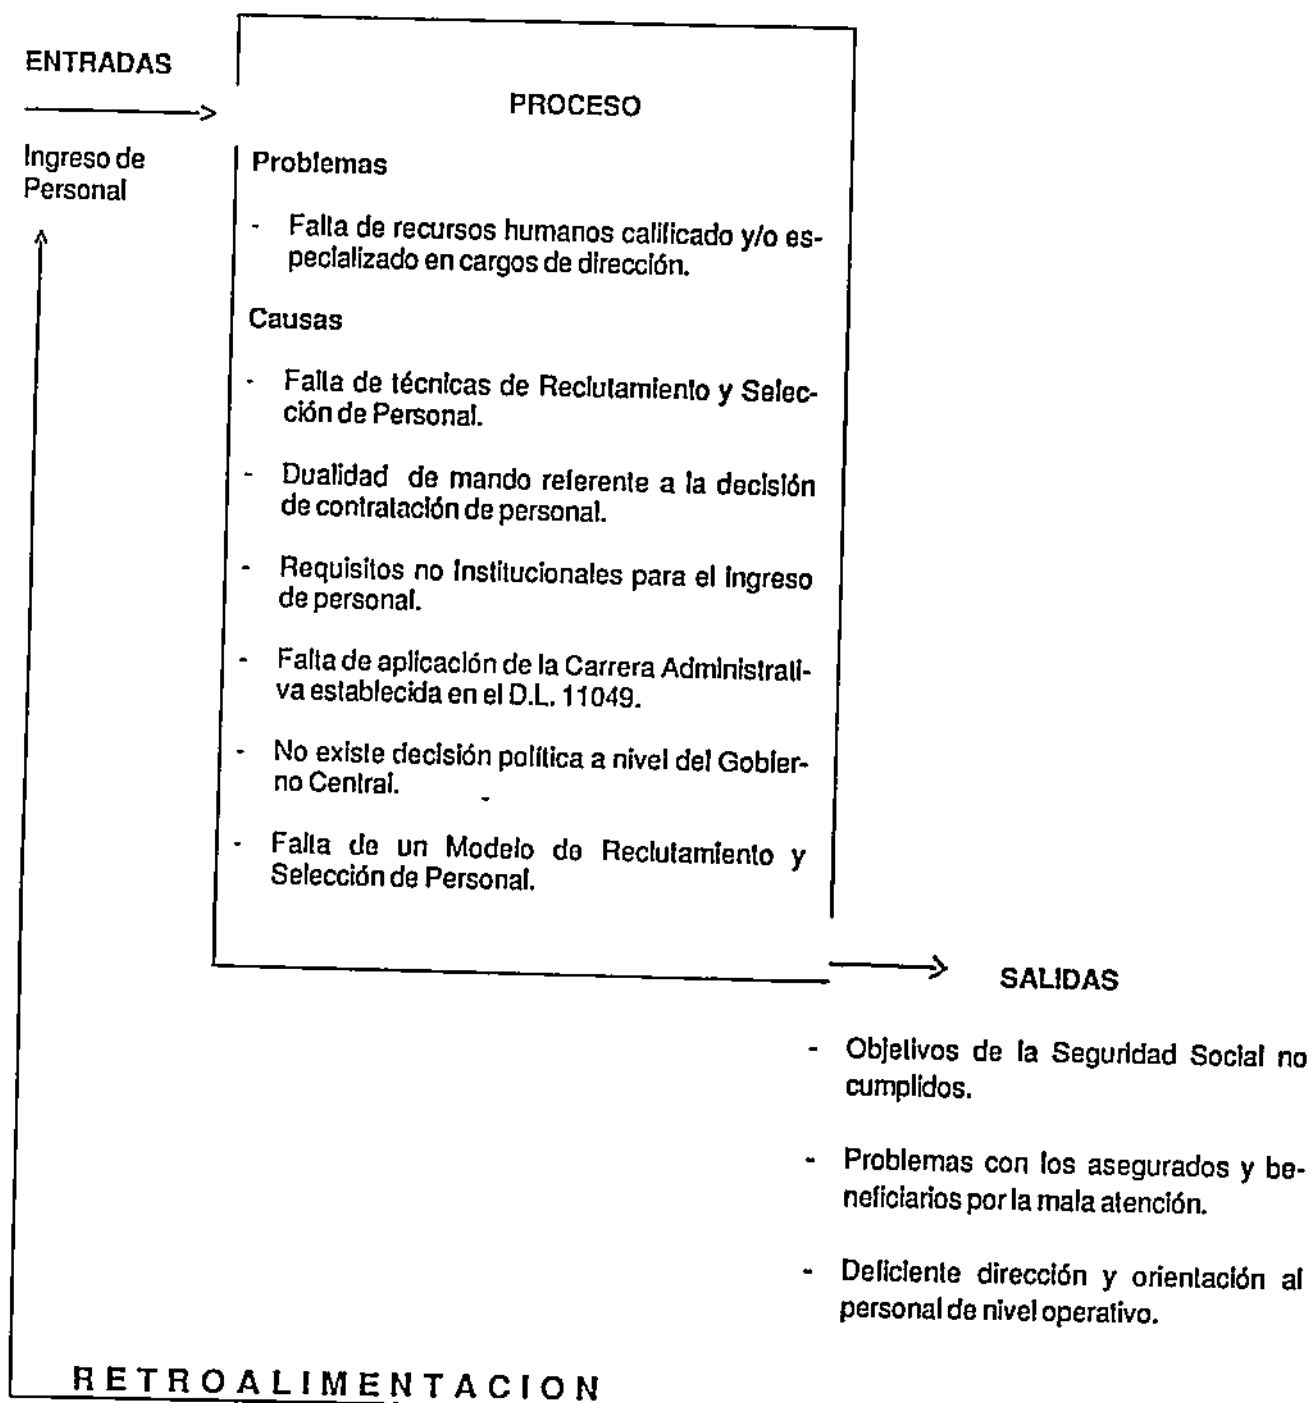 ENTRADAS
Ingreso de
Personal
PROCESO
Problemas
- Falta de recursos humanos calificado y/o es-
pecializado en cargos de dirección.
Causas
- Falta de técnicas de Reclutamiento y Selec-
ción de Personal.
- Dualidad de mando referente a la decisión
de contratación de personal.
- Requisitos no Institucionales para el ingreso
de personal.
- Falta de aplicación de la Carrera Administrati-
va establecida en el D.L. 11049.
- No existe decisión política a nivel del Gobier-
no Central.
- Falta de un Modelo de Reclutamiento y
Selección de Personal.
SALIDAS
- Objetivos de la Seguridad Social no
cumplidos.
- Problemas con los asegurados y be-
neficiarios por la mala atención.
- Deficiente dirección y orientación al
personal de nivel operativo.
RETROALIMENTACION